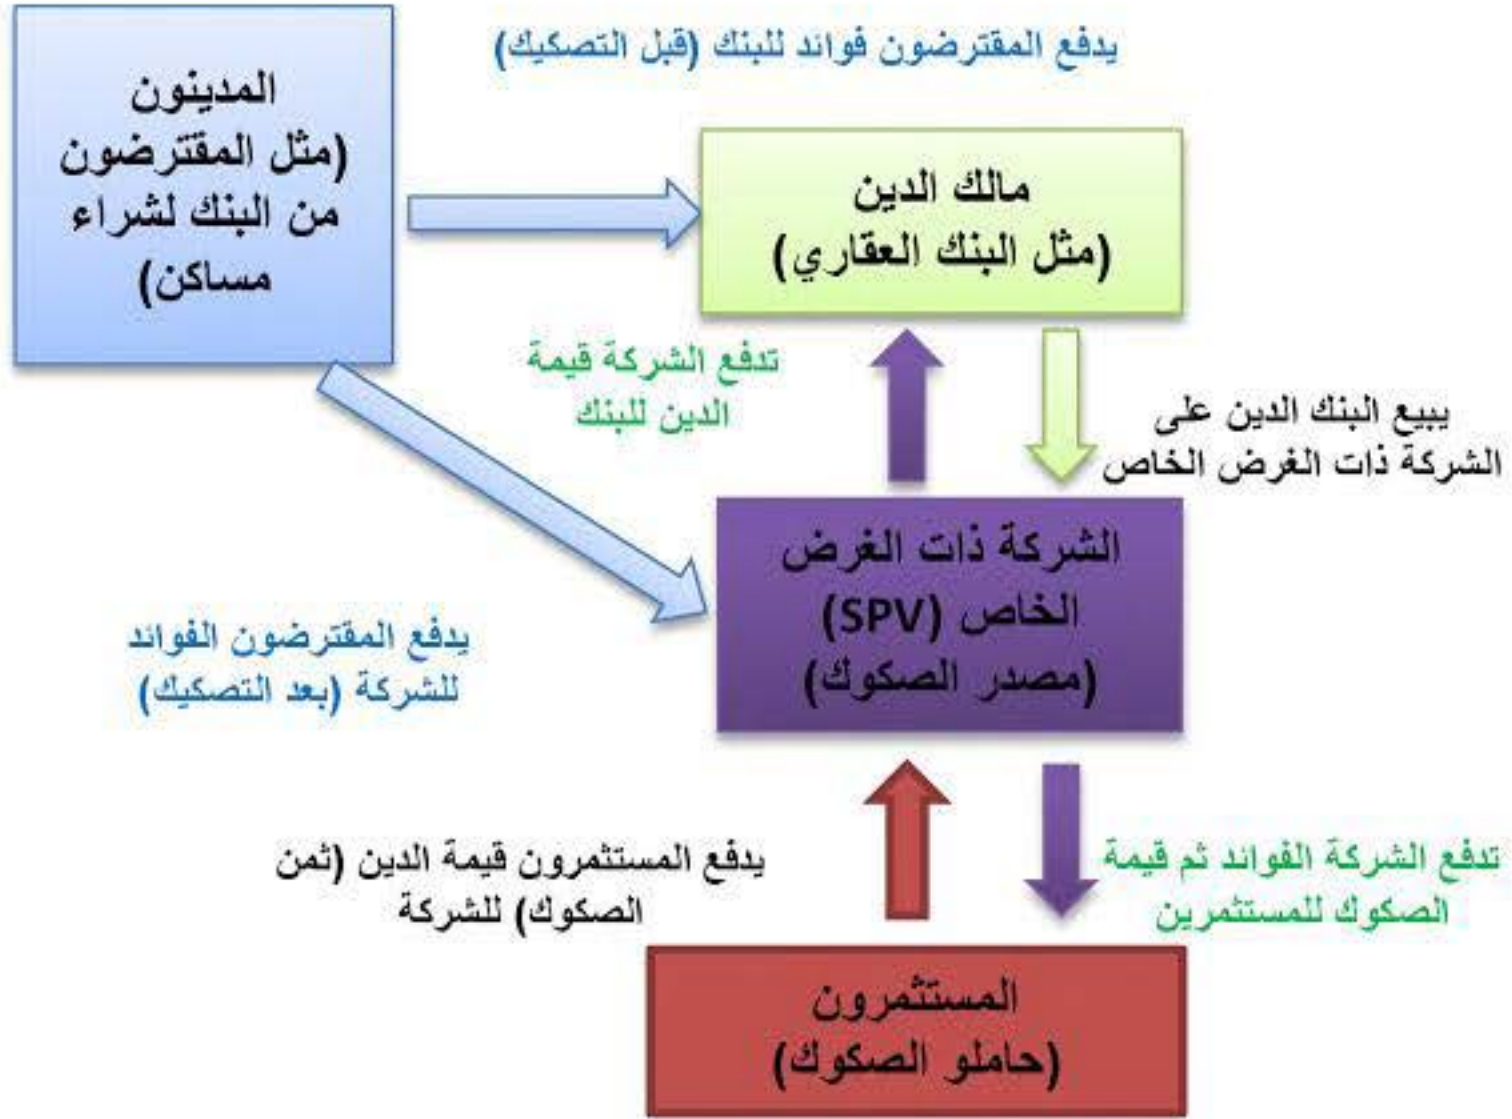 يدفع المقترضون فوائد للبنك (قبل التصكيك)
المدينون
(مثل المقترضون
من البنك لشراء
مساكن)
مالك الدين
(مثل البنك العقاري)
تدفع الشركة قيمة
الدين للبنك
يبيع البنك الدين على
الشركة ذات الغرض الخاص
الشركة ذات الغرض
الخاص (SPV)
(مصدر الصكوك)
يدفع المقترضون الفوائد
للشركة (بعد التصكيك)
يدفع المستثمرون قيمة الدين (ثمن
الصكوك) للشركة
تدفع الشركة الفوائد ثم قيمة
الصكوك للمستثمرين
المستثمرون
(حاملو الصكوك)